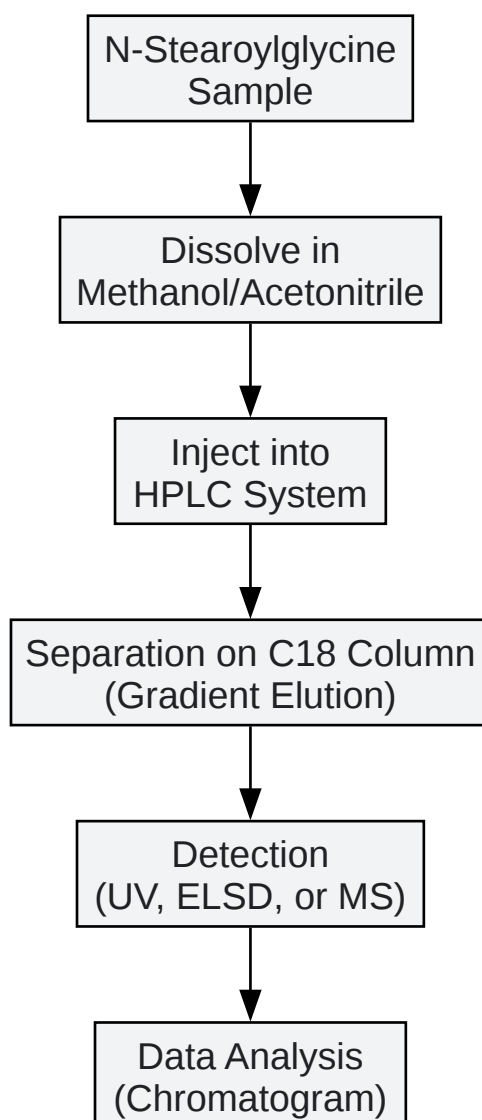 N-Stearoylglycine
Sample
Dissolve in
Methanol/Acetonitrile
Inject into
HPLC System
Separation on C18 Column
(Gradient Elution)
Detection
(UV, ELSD, or MS)
Data Analysis
(Chromatogram)